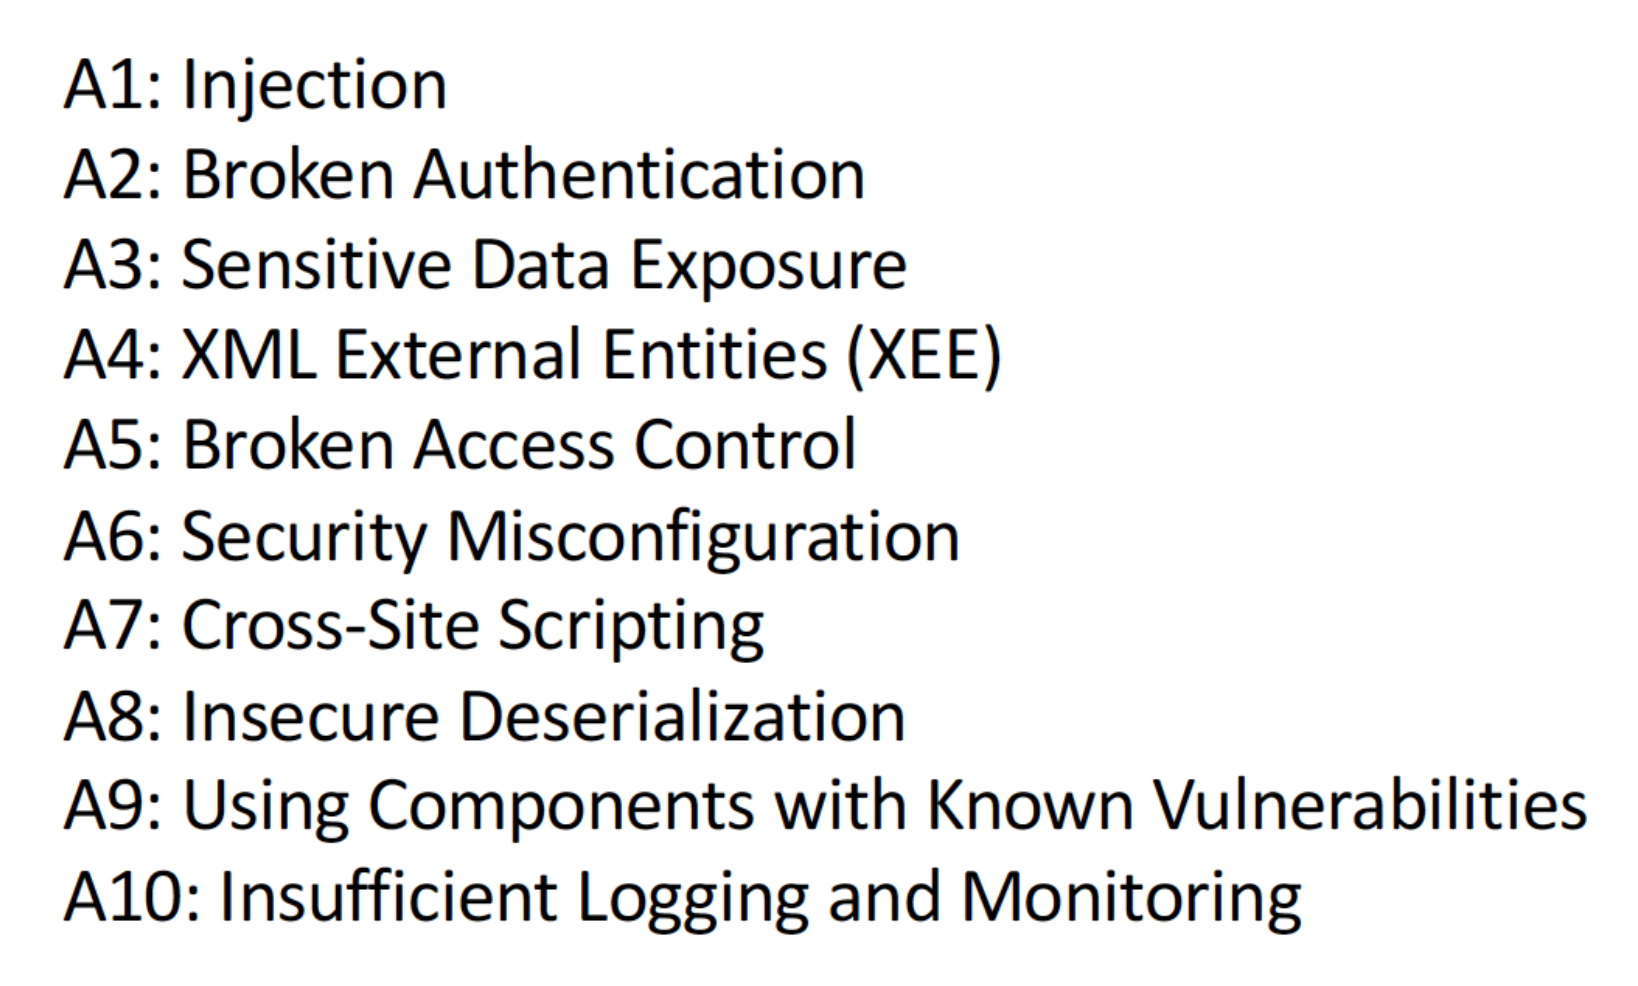 A1: Injection
A2: Broken Authentication
A3: Sensitive Data Exposure
A4: XML External Entities (XEE)
A5: Broken Access Control
A6: Security Misconfiguration
A7: Cross-Site Scripting
A8: Insecure Deserialization
A9: Using Components with Known Vulnerabilities
A10: Insufficient Logging and Monitoring